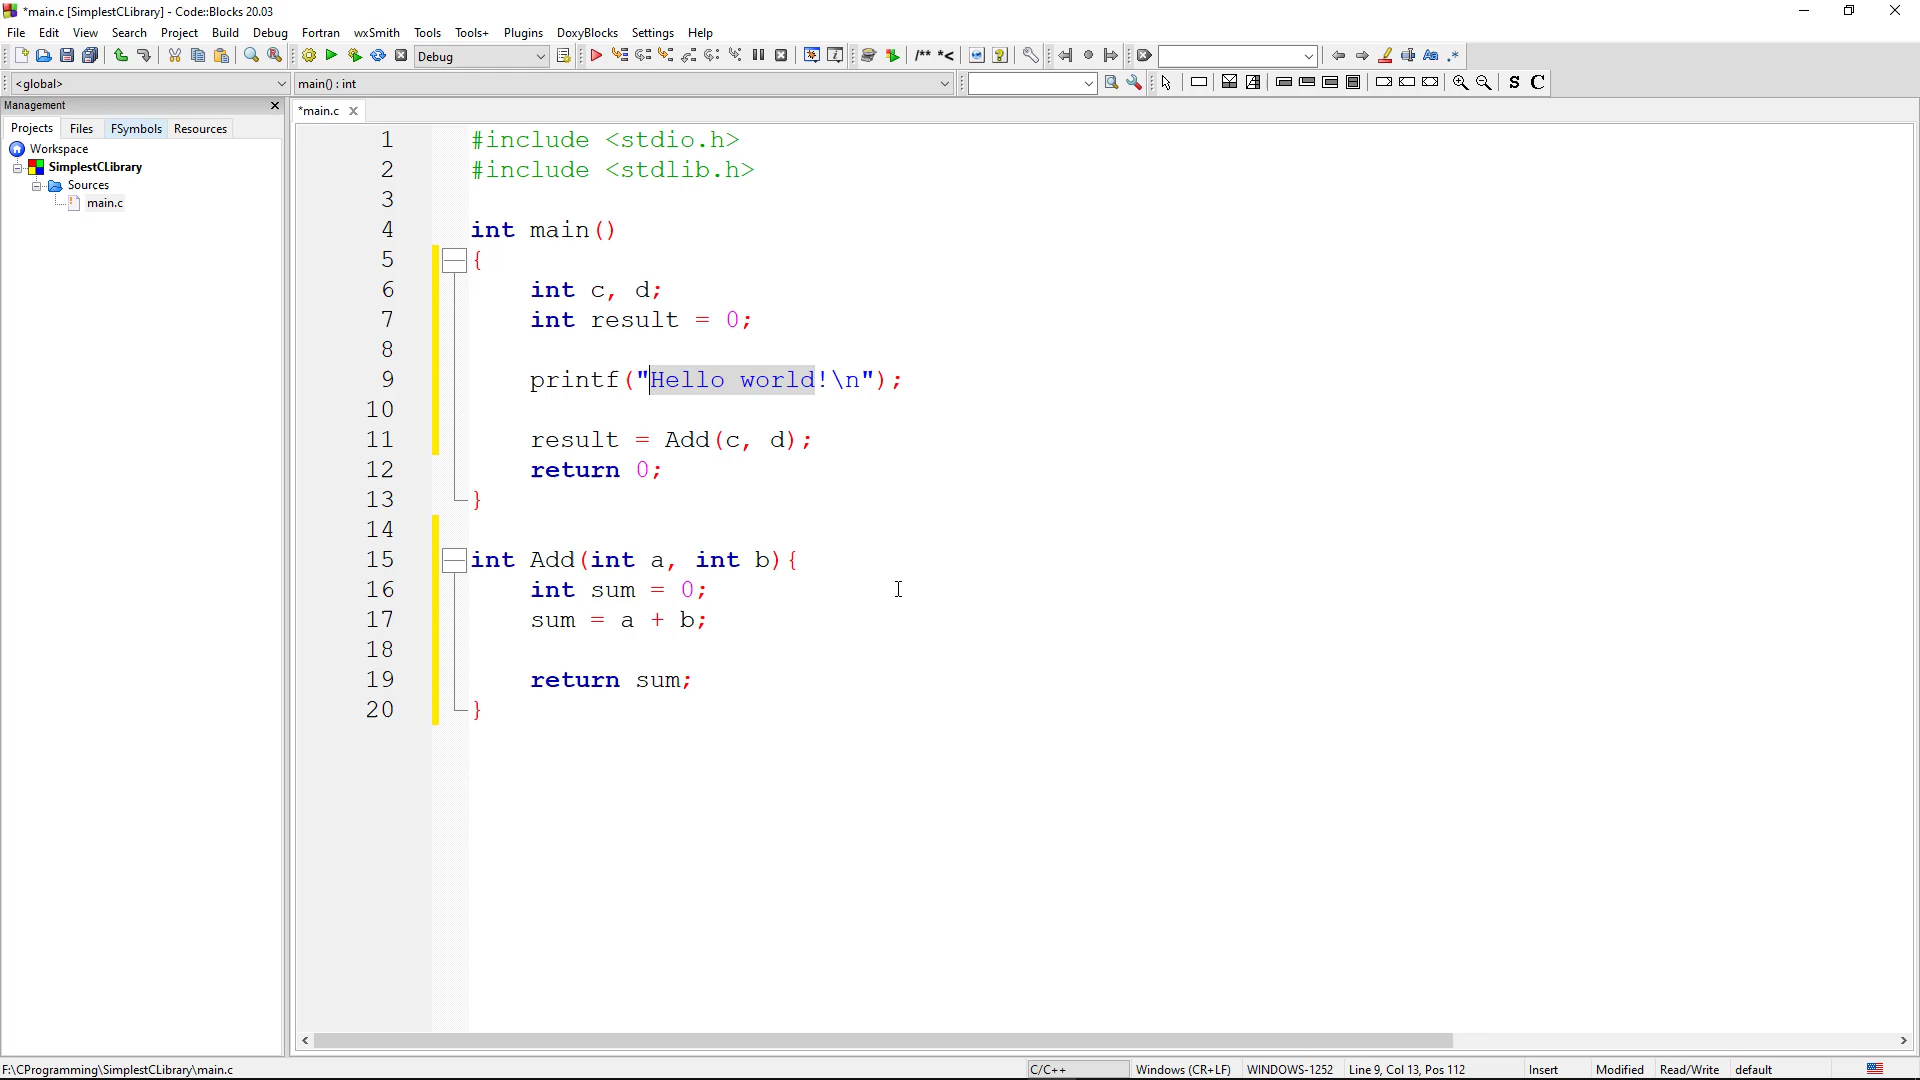 *main.c [SimplestCLibrary] - Code::Blocks 20.03
File Edit View Search Project Build Debug Fortran wxSmith Tools Tools+ Plugins DoxyBlocks Settings Help
Debug /** *<
<global> main() : int S C
Management
*main.c
Projects Files FSymbols Resources
Workspace
SimplestCLibrary
Sources
main.c
1 #include <stdio.h>
2 #include <stdlib.h>
3
4 int main()
5 {
6 int c, d;
7 int result = 0;
8
9 printf("Hello world!\n");
10
11 result = Add(c, d);
12 return 0;
13 }
14
15 int Add(int a, int b){
16 int sum = 0;
17 sum = a + b;
18
19 return sum;
20 }
F:\CProgramming\SimplestCLibrary\main.c C/C++ Windows (CR+LF) WINDOWS-1252 Line 9, Col 13, Pos 112 Insert Modified Read/Write default